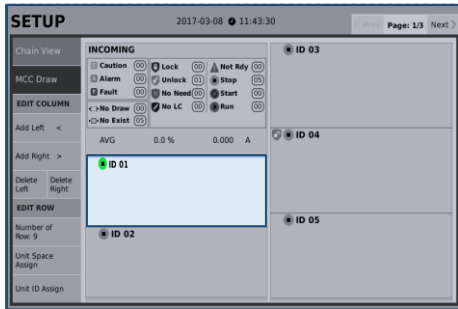 SETUP
2017-03-08 11:43:30
< Prev Page: 1/3 Next >
Chain View
MCC Draw
EDIT COLUMN
Add Left <
Add Right >
Delete Left
Delete Right
EDIT ROW
Number of
Row: 9
Unit Space
Assign
Unit ID Assign
INCOMING
Caution 00
Lock 00
Not Rdy 00
Alarm 00
Unlock 01
Stop 05
Fault 00
No Need 00
Start 00
No Draw 00
No LC 00
Run 00
No Exist 05
AVG 0.0 % 0.000 A
ID 01
ID 02
ID 03
ID 04
ID 05